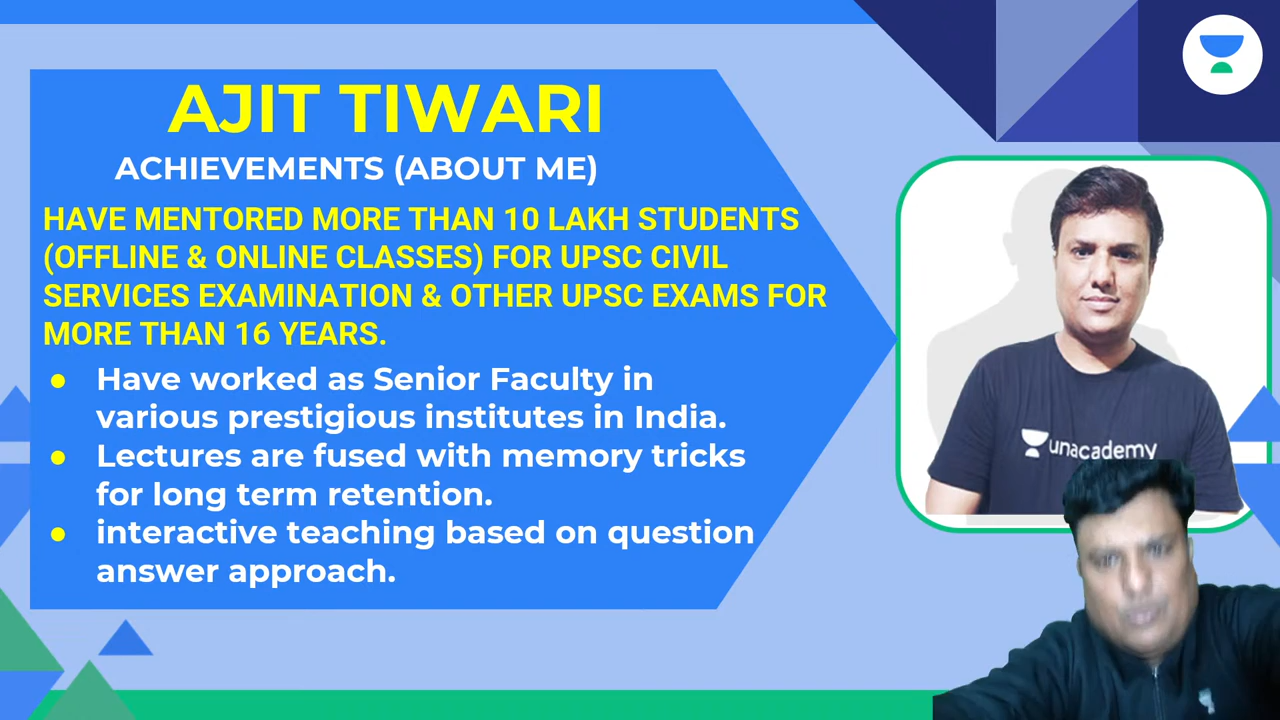 AJIT TIWARI
ACHIEVEMENTS (ABOUT ME)
HAVE MENTORED MORE THAN 10 LAKH STUDENTS
(OFFLINE & ONLINE CLASSES) FOR UPSC CIVIL
SERVICES EXAMINATION & OTHER UPSC EXAMS FOR
MORE THAN 16 YEARS.
● Have worked as Senior Faculty in
various prestigious institutes in India.
● Lectures are fused with memory tricks
for long term retention.
● interactive teaching based on question
answer approach.
unacademy